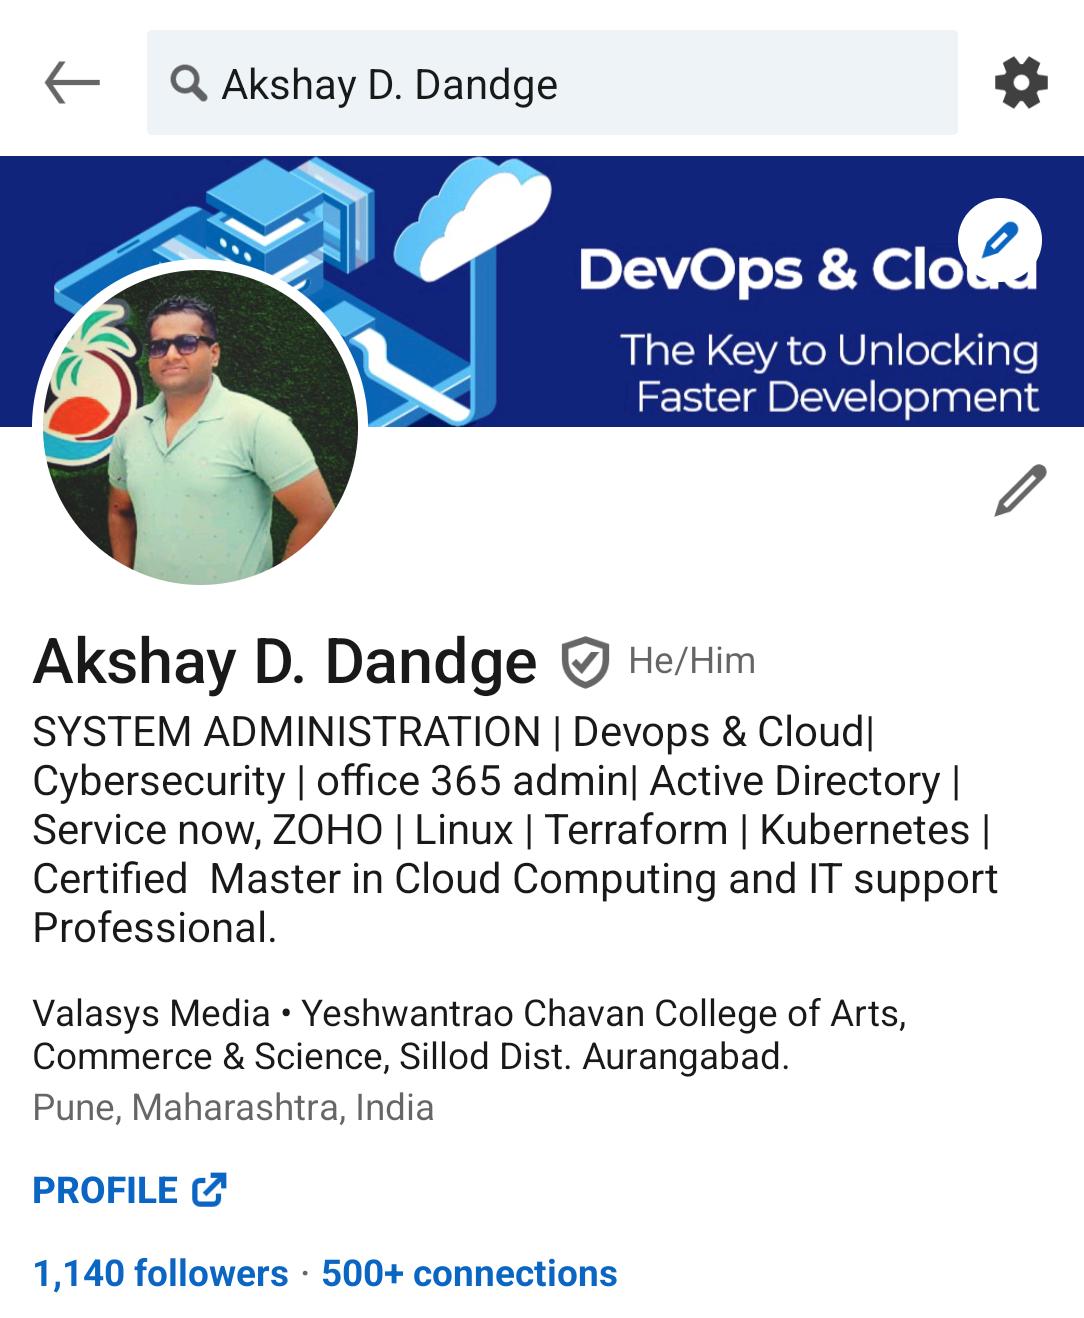 Akshay D. Dandge
DevOps & Cloud
The Key to Unlocking
Faster Development
Akshay D. Dandge He/Him
SYSTEM ADMINISTRATION | Devops & Cloud|
Cybersecurity | office 365 admin| Active Directory |
Service now, ZOHO | Linux | Terraform | Kubernetes |
Certified  Master in Cloud Computing and IT support
Professional.
Valasys Media • Yeshwantrao Chavan College of Arts,
Commerce & Science, Sillod Dist. Aurangabad.
Pune, Maharashtra, India
PROFILE
1,140 followers · 500+ connections